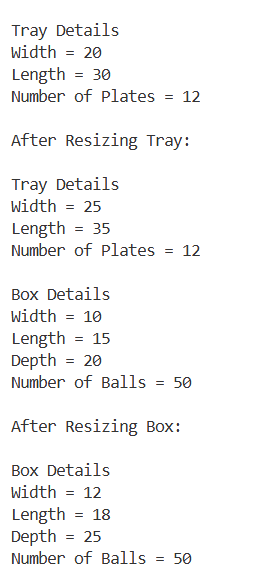 Tray Details
Width = 20
Length = 30
Number of Plates = 12
After Resizing Tray:
Tray Details
Width = 25
Length = 35
Number of Plates = 12
Box Details
Width = 10
Length = 15
Depth = 20
Number of Balls = 50
After Resizing Box:
Box Details
Width = 12
Length = 18
Depth = 25
Number of Balls = 50